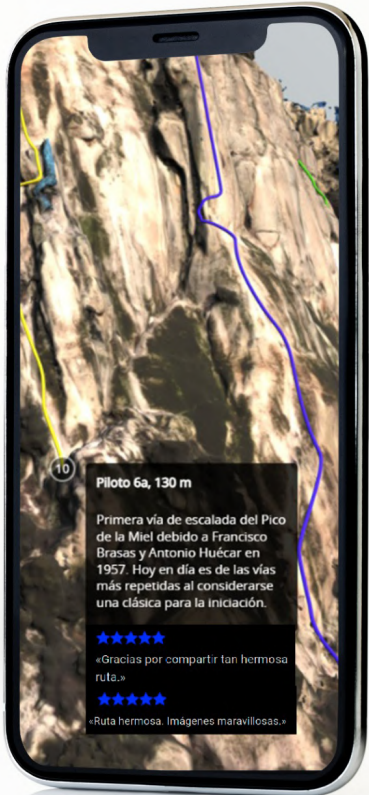 10
Piloto 6a, 130 m
Primera vía de escalada del Pico
de la Miel debido a Francisco
Brasas y Antonio Huécar en
1957. Hoy en día es de las vías
más repetidas al considerarse
una clásica para la iniciación.
«Gracias por compartir tan hermosa
ruta.»
«Ruta hermosa. Imágenes maravillosas.»